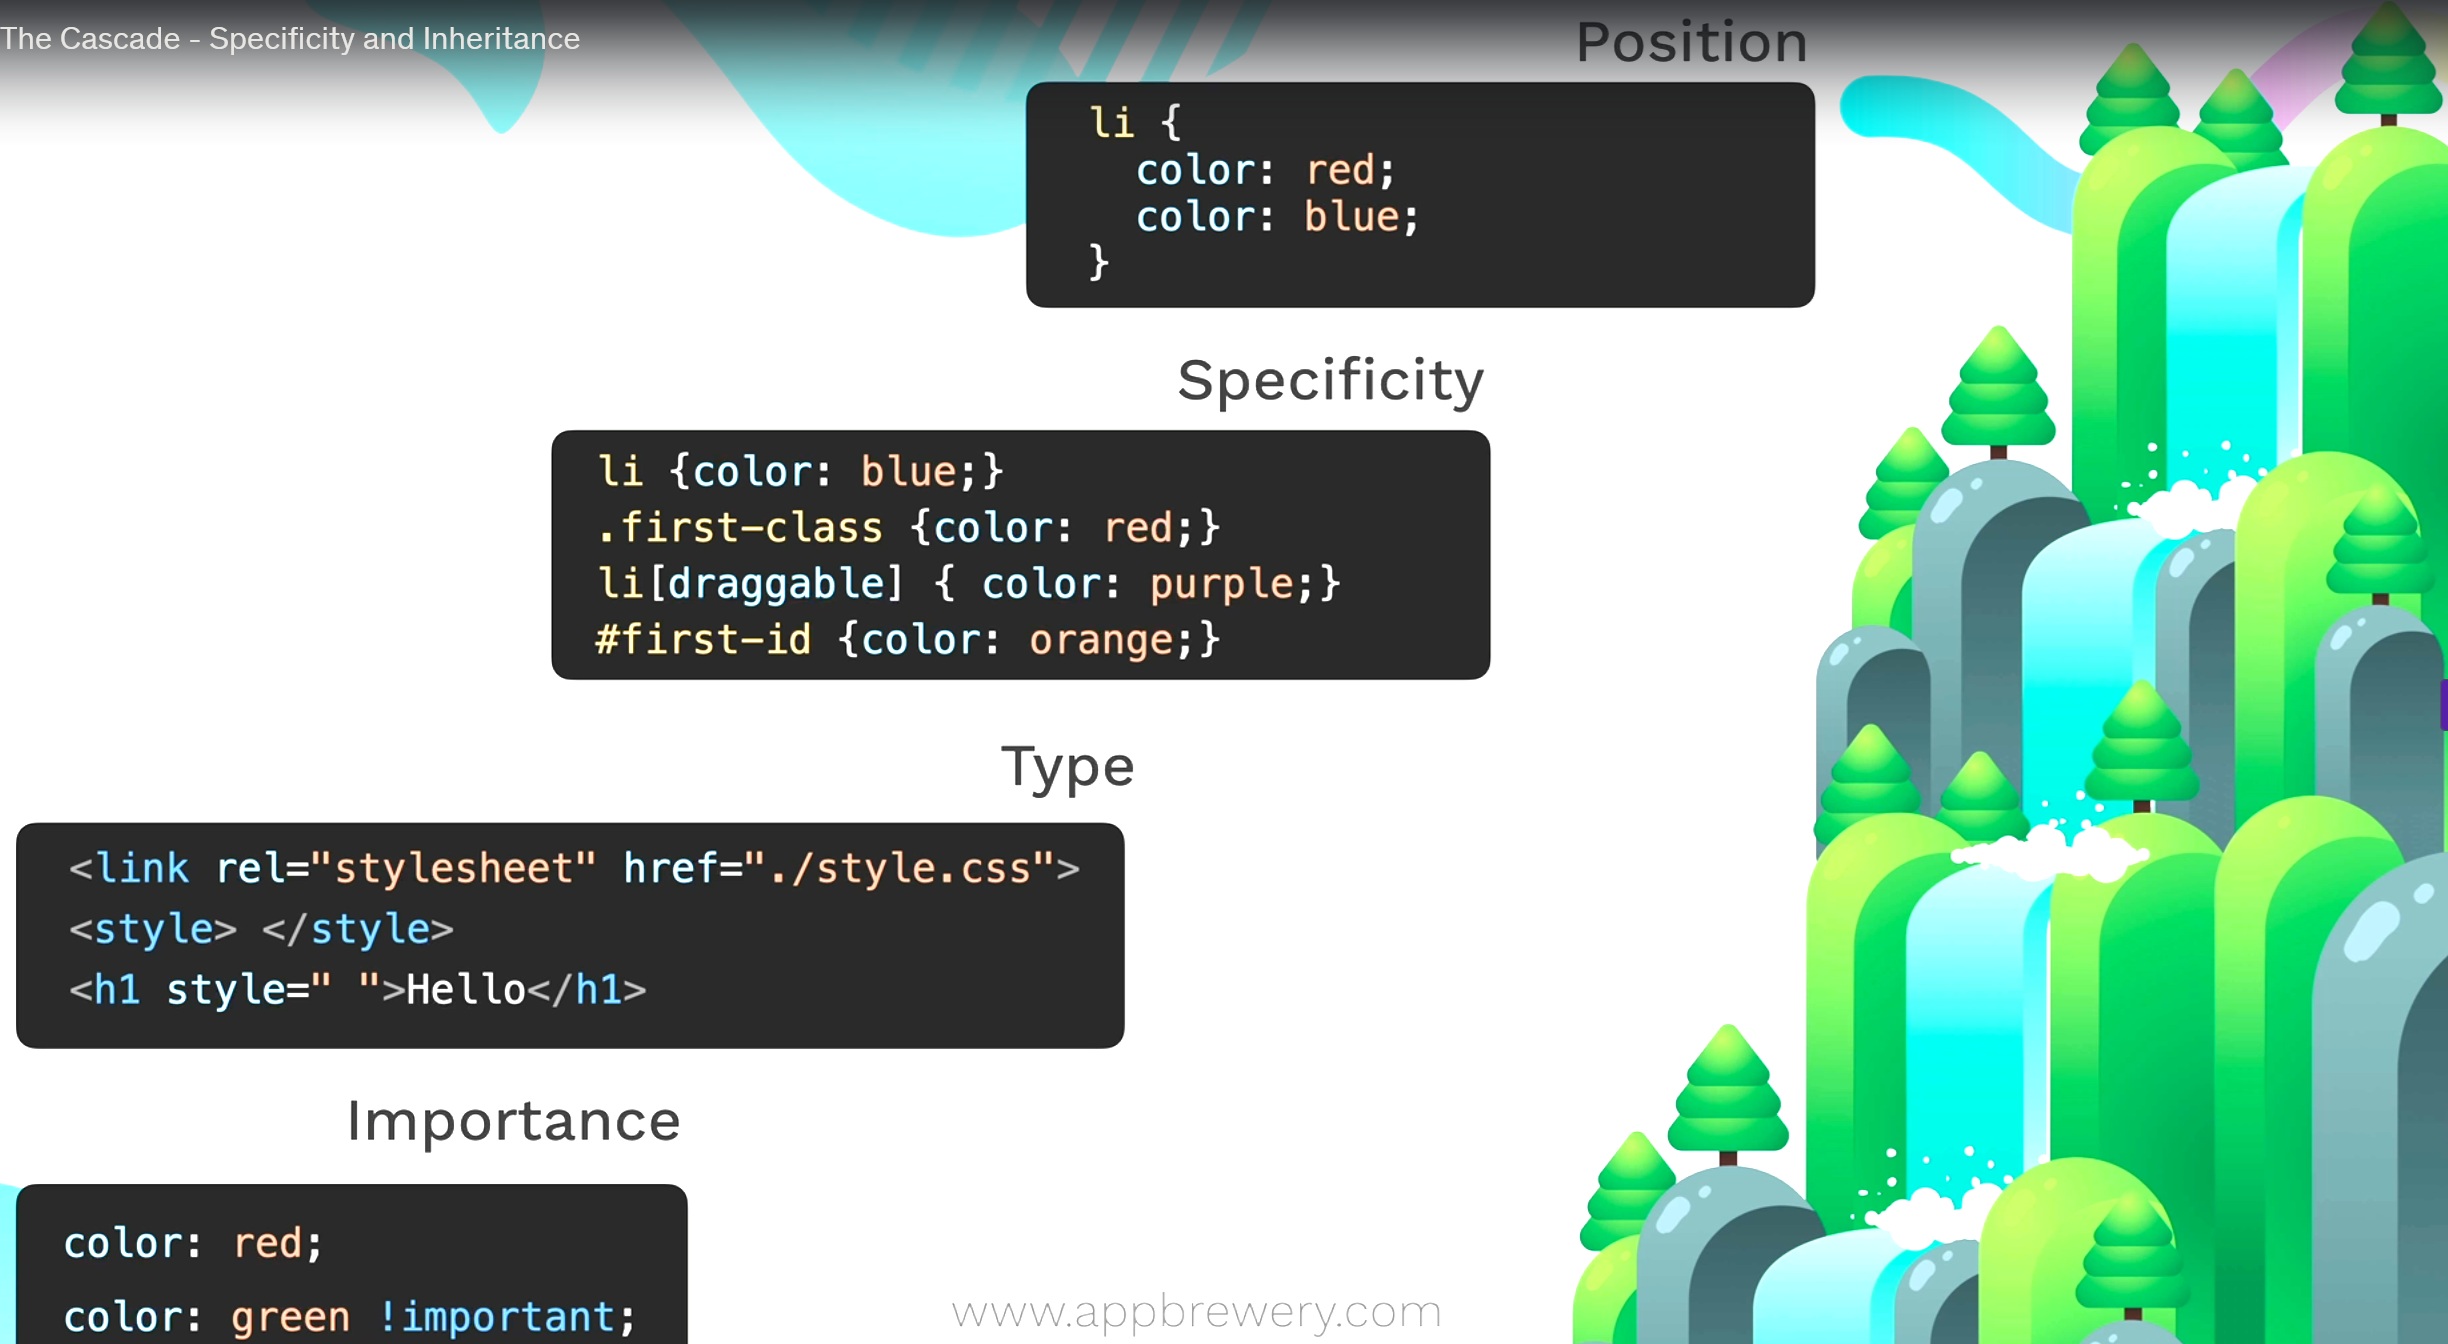 The Cascade - Specificity and Inheritance
Position
li {
  color: red;
  color: blue;
}
Specificity
li {color: blue;}
.first-class {color: red;}
li[draggable] { color: purple;}
#first-id {color: orange;}
Type
<link rel="stylesheet" href="./style.css">
<style> </style>
<h1 style=" ">Hello</h1>
Importance
color: red;
color: green !important;
www.appbrewery.com